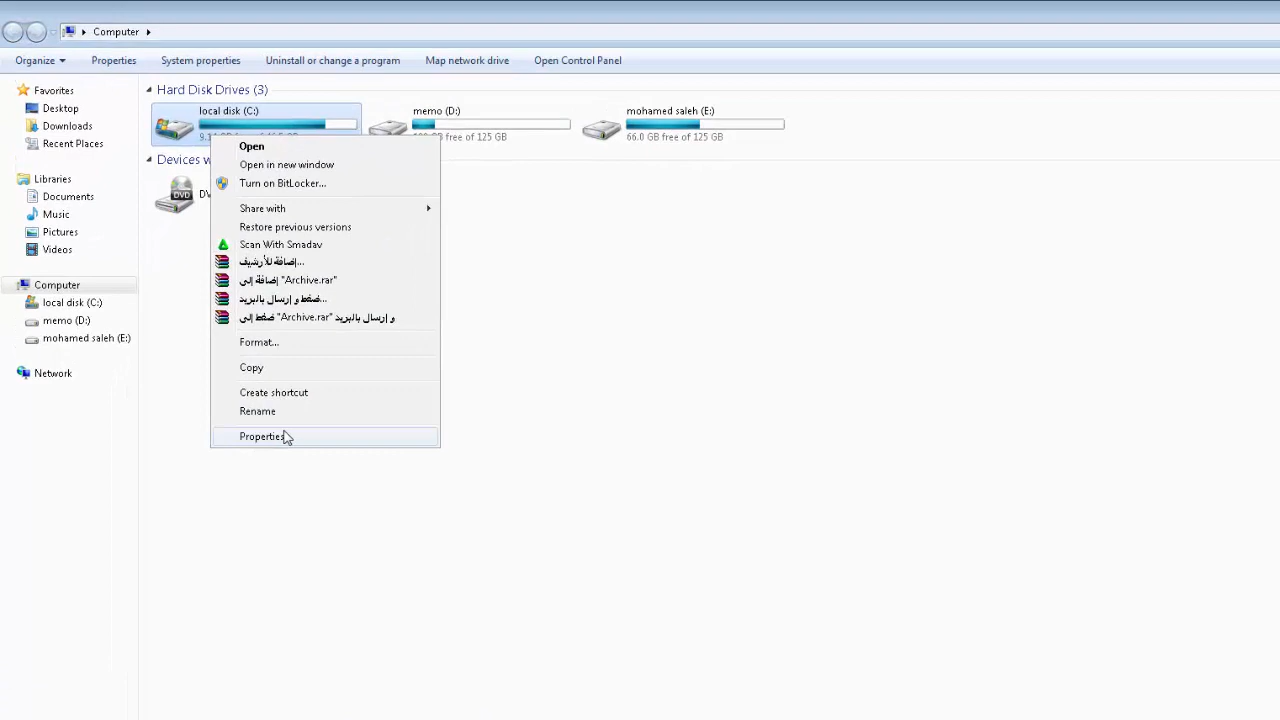 Computer
Organize
Properties
System properties
Uninstall or change a program
Map network drive
Open Control Panel
Favorites
Desktop
Downloads
Recent Places
Libraries
Documents
Music
Pictures
Videos
Computer
local disk (C:)
memo (D:)
mohamed saleh (E:)
Network
Hard Disk Drives (3)
local disk (C:)
memo (D:)
free of 125 GB
mohamed saleh (E:)
66.0 GB free of 125 GB
Devices
Open
Open in new window
Turn on BitLocker...
Share with
Restore previous versions
Scan With Smadav
إضافة للأرشيف...
إضافة إلى "Archive.rar"
ضغط و إرسال بالبريد...
ضغط إلى "Archive.rar" و إرسال بالبريد
Format...
Copy
Create shortcut
Rename
Properties